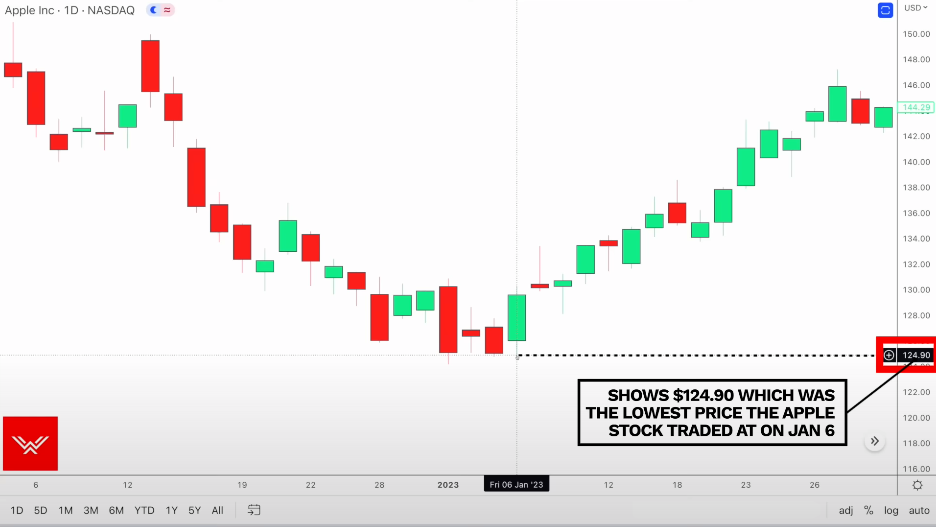 Apple Inc · 1D · NASDAQ
USD
150.00
148.00
146.00
144.29
142.00
140.00
138.00
136.00
134.00
132.00
130.00
128.00
124.90
122.00
120.00
118.00
116.00
SHOWS $124.90 WHICH WAS
THE LOWEST PRICE THE APPLE
STOCK TRADED AT ON JAN 6
6 12 19 22 28 2023 Fri 06 Jan '23 12 18 23 26
1D 5D 1M 3M 6M YTD 1Y 5Y All adj % log auto